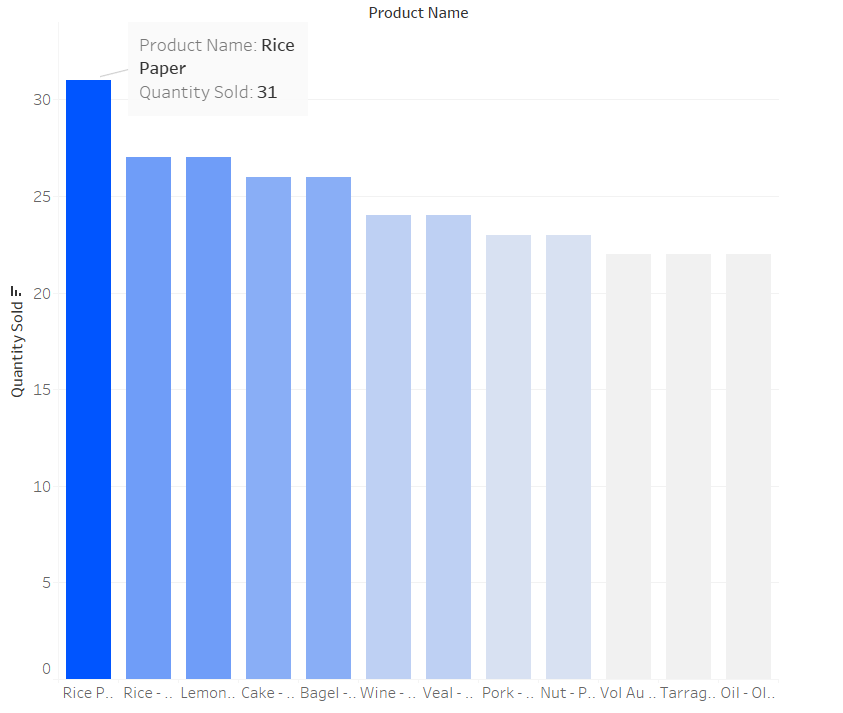 Product Name
Product Name: Rice
Paper
Quantity Sold: 31
Quantity Sold
30
25
20
15
10
5
0
Rice P.. Rice - .. Lemon.. Cake - .. Bagel -.. Wine - .. Veal - .. Pork - .. Nut - P.. Vol Au .. Tarrag.. Oil - Ol..